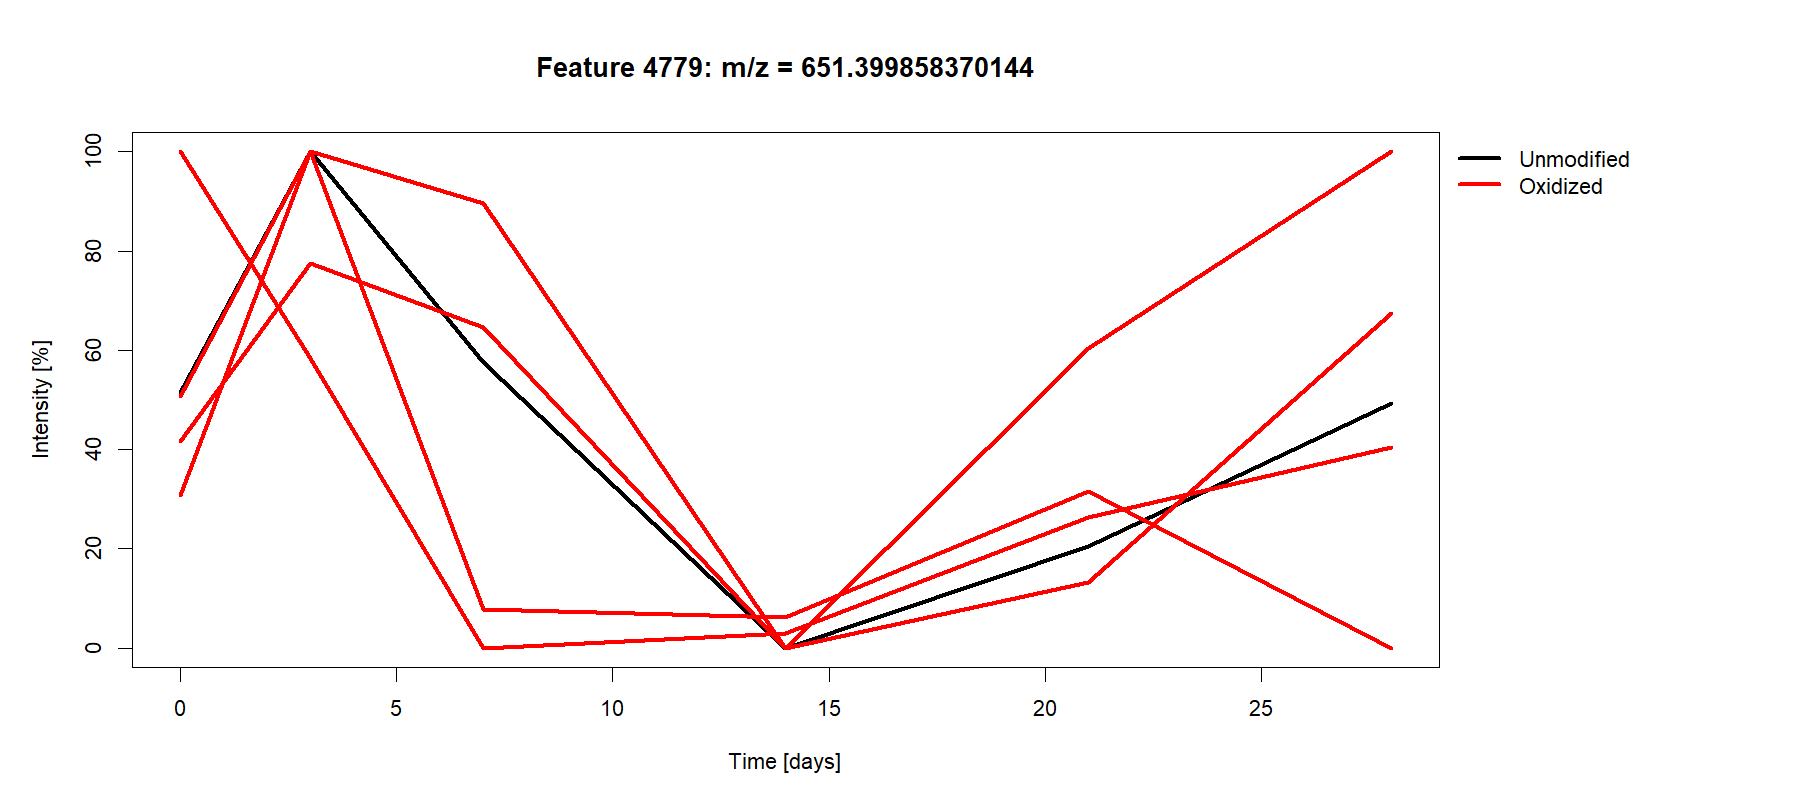 Feature 4779: m/z = 651.399858370144
Unmodified
Oxidized
Intensity [%]
100
80
60
40
20
0
0 5 10 15 20 25
Time [days]